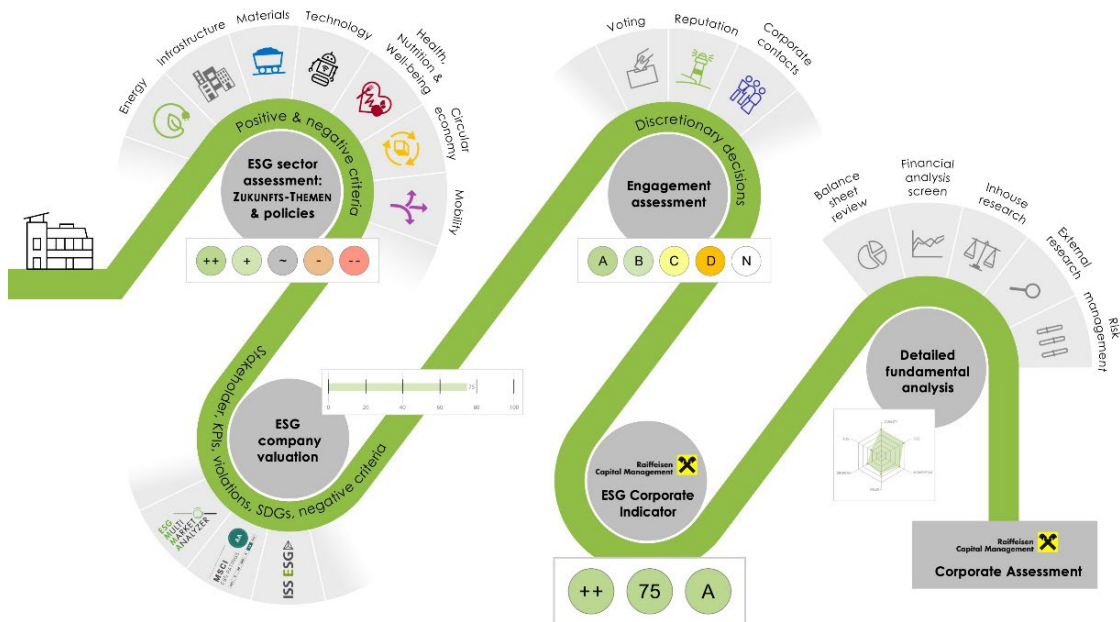 Energy
Infrastructure
Materials
Technology
Health,
Nutrition &
Well-being
Circular
economy
Mobility
Positive & negative criteria
ESG sector
assessment:
ZUKUNFTS-THEMEN
& policies
++
+
~
-
--
Stakeholder, KPIs, violations, SDGs, negative criteria
ESG
company
valuation
75
0
20
40
60
80
100
ESG
MULTI
MARKET
ANALYZER
MSCI
ESG RATINGS
AA
ISS ESG
Voting
Reputation
Corporate
contacts
Discretionary decisions
Engagement
assessment
A
B
C
D
N
Raiffeisen
Capital Management
ESG Corporate
Indicator
++
75
A
Balance
sheet
review
Financial
analysis
screen
Inhouse
research
External
research
Risk
management
Detailed
fundamental
analysis
Raiffeisen
Capital Management
Corporate Assessment